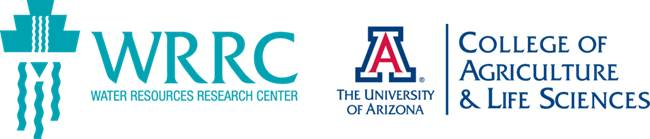 WRRC
WATER RESOURCES RESEARCH CENTER
A
®
THE UNIVERSITY
OF ARIZONA
COLLEGE OF
AGRICULTURE
& LIFE SCIENCES